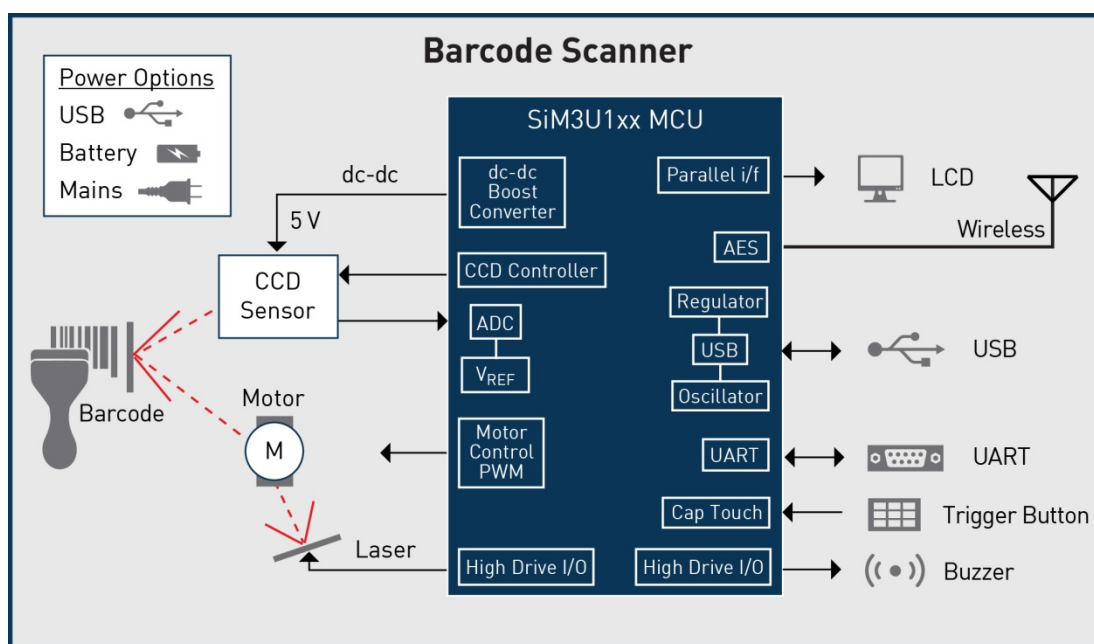 Barcode Scanner
Power Options
USB
Battery
Mains
SiM3U1xx MCU
dc-dc
5 V
dc-dc
Boost
Converter
Parallel i/f
LCD
Wireless
AES
CCD
Sensor
CCD Controller
ADC
VREF
Regulator
USB
Oscillator
USB
Barcode
Motor
M
Motor
Control
PWM
UART
UART
Cap Touch
Trigger Button
Laser
High Drive I/O
High Drive I/O
Buzzer